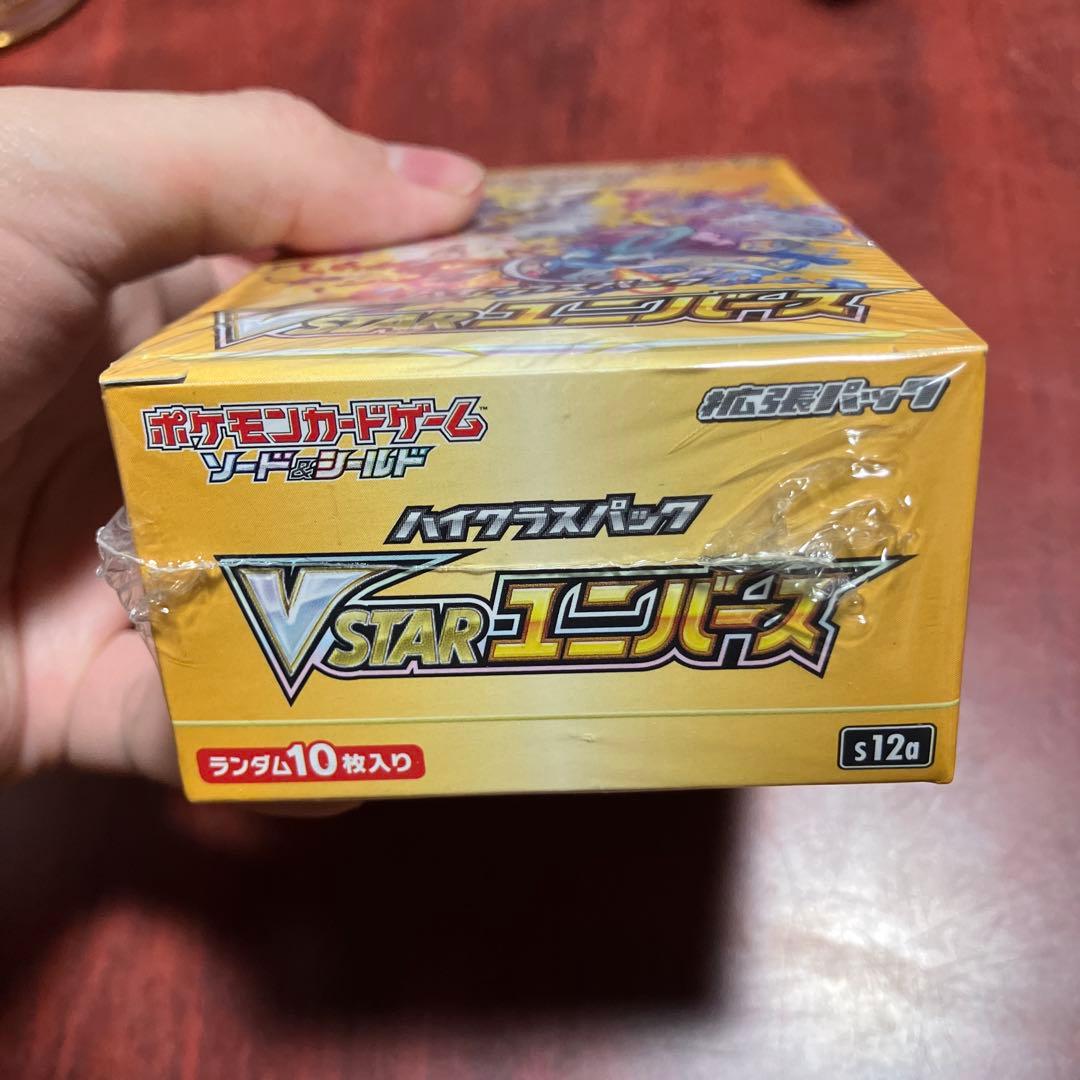 VSTARユニバース
ポケモンカードゲーム™
ソード&シールド
拡張パック
ハイクラスパック
VSTARユニバース
ランダム10枚入り
s12a